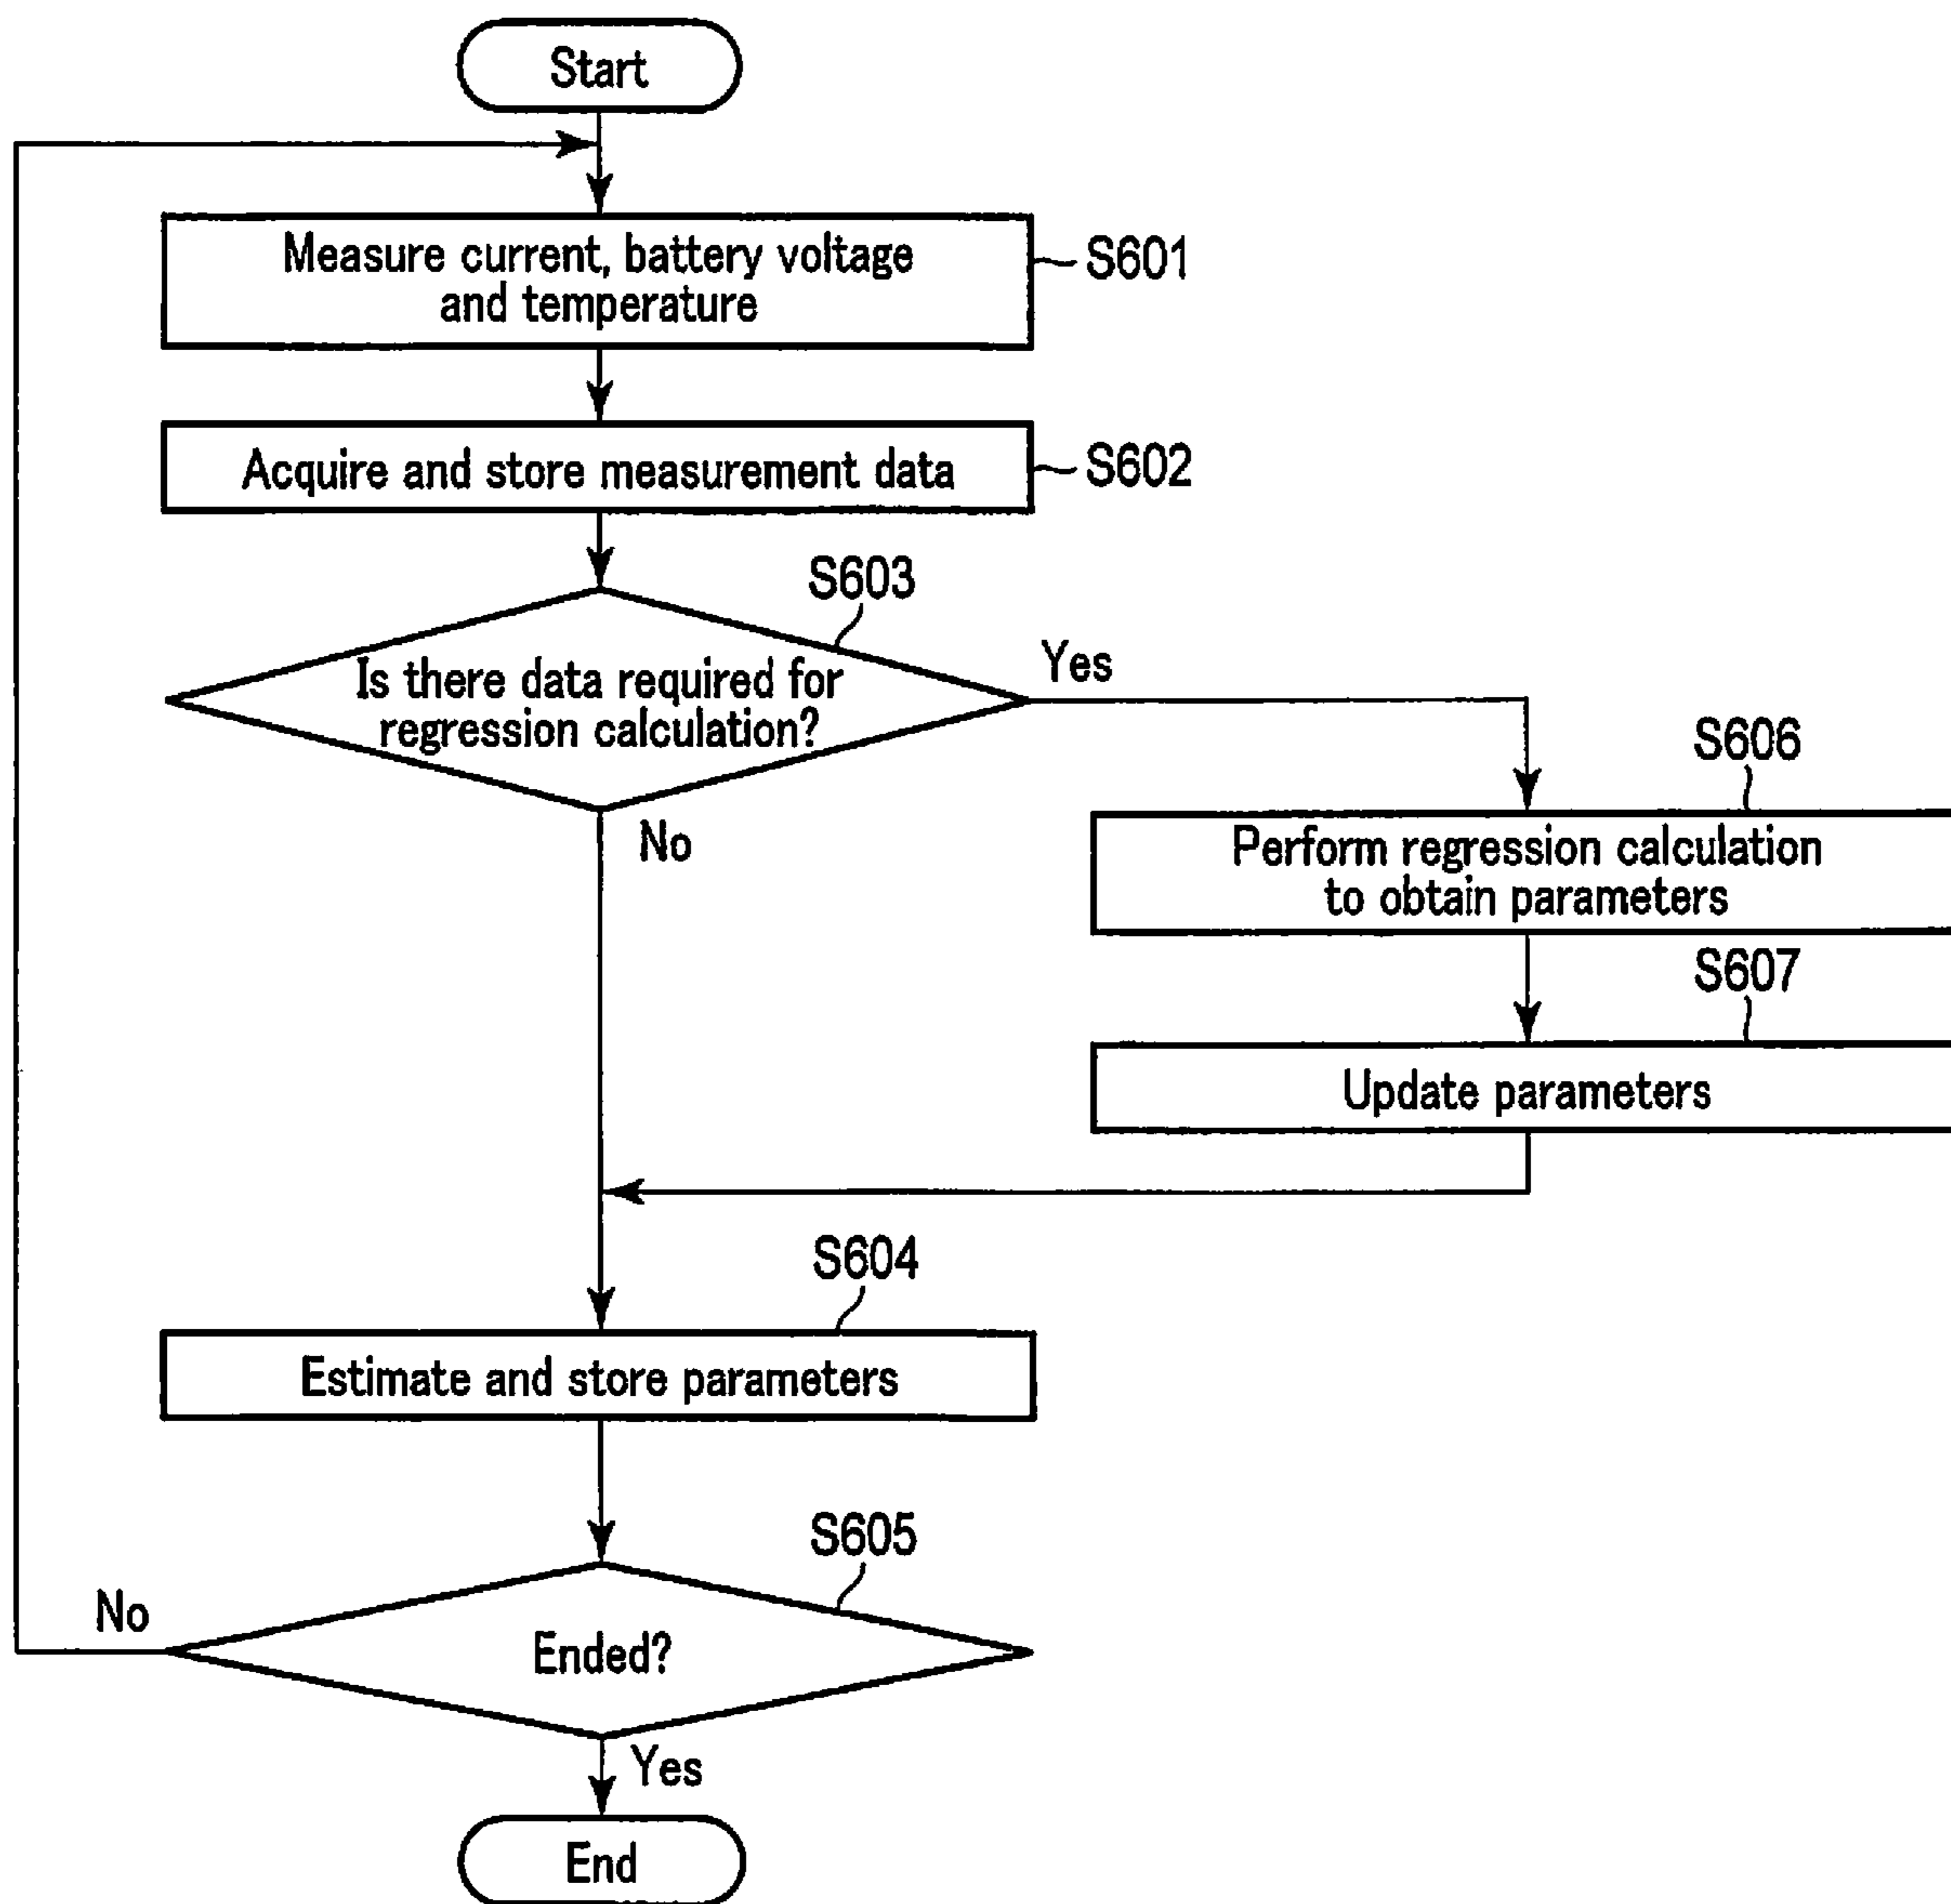 Start
Measure current, battery voltage
and temperature
S601
Acquire and store measurement data
S602
S603
Is there data required for
regression calculation?
Yes
No
S606
Perform regression calculation
to obtain parameters
S607
Update parameters
S604
Estimate and store parameters
S605
Ended?
No
Yes
End